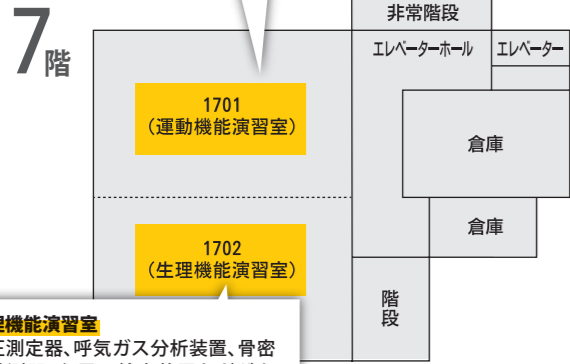 7階
非常階段
エレベーターホール
エレベーター
1701
（運動機能演習室）
倉庫
倉庫
1702
（生理機能演習室）
階段
理機能演習室
圧測定器、呼気ガス分析装置、骨密